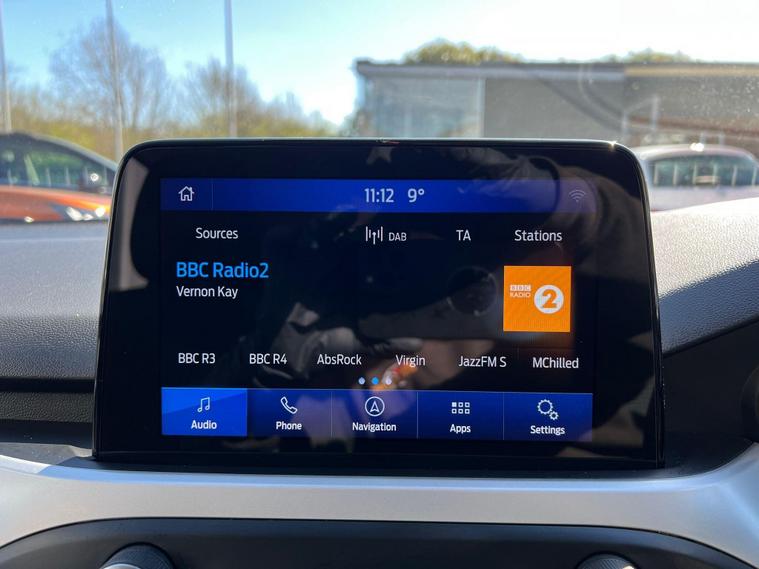 11:12 9°
Sources DAB TA Stations
BBC Radio2
Vernon Kay
BBC RADIO 2
BBC R3 BBC R4 AbsRock Virgin JazzFM S MChilled
Audio Phone Navigation Apps Settings